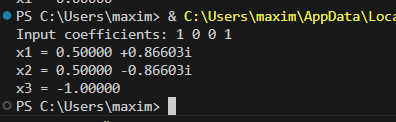 PS C:\Users\maxim> & C:\Users\maxim\AppData\Loca
Input coefficients: 1 0 0 1
x1 = 0.50000 +0.86603i
x2 = 0.50000 -0.86603i
x3 = -1.00000
PS C:\Users\maxim>